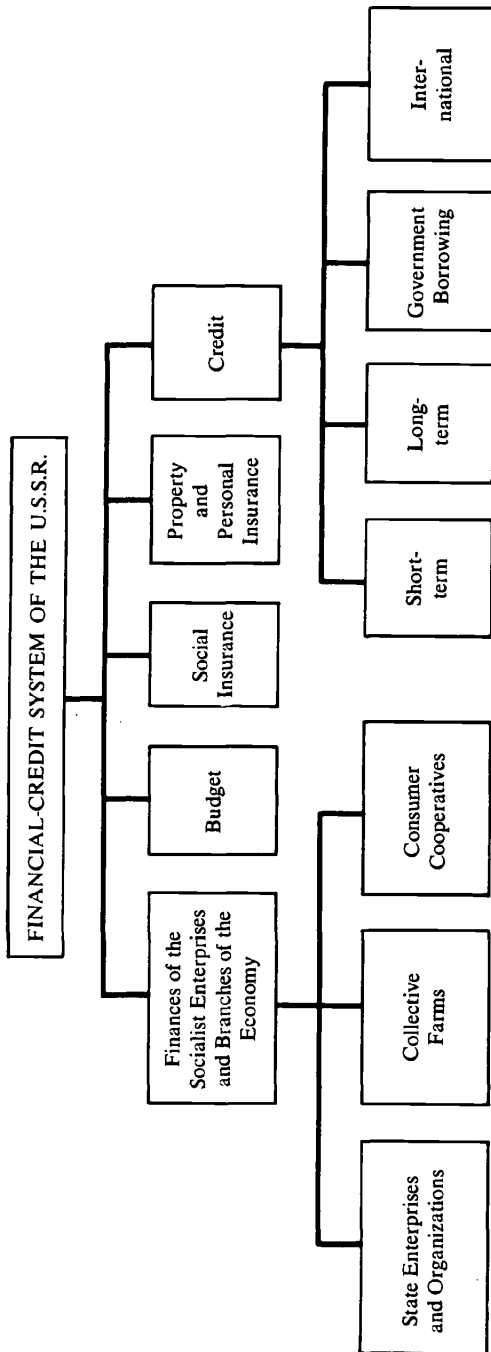 FINANCIAL-CREDIT SYSTEM OF THE U.S.S.R.
Finances of the
Socialist Enterprises
and Branches of the
Economy
Budget
Social
Insurance
Property
and
Personal
Insurance
Credit
State Enterprises
and Organizations
Collective
Farms
Consumer
Cooperatives
Short-
term
Long-
term
Government
Borrowing
Inter-
national